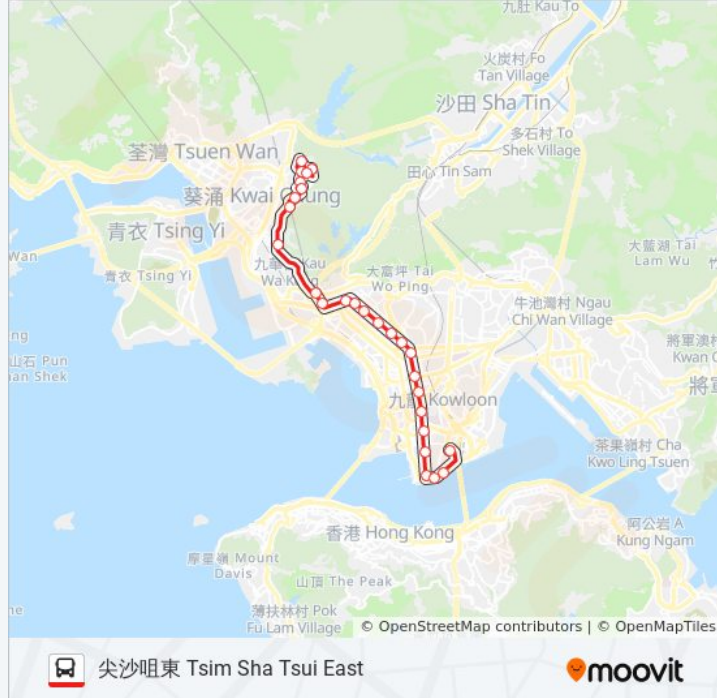 九肚 Kau To
火炭村 Fo
Tan Village
沙田 Sha Tin
多石村 To
Shek Village
荃灣 Tsuen Wan
田心 Tin Sam
葵涌 Kwai Chung
青衣 Tsing Yi
大藍湖 Tai
Lam Wu
Wan
九華 Kau
Wa K
大窩坪 Tai
Wo Ping
青衣 Tsing Yi
牛池灣村 Ngau
Chi Wan Village
ng
將軍澳
Kwan O
山石 Pun
an Shek
將軍
九龍 Kowloon
茶果嶺村 Cha
Kwo Ling Tsuen
香港 Hong Kong
阿公岩 A
Kung Ngam
摩星嶺 Mount
Davis
山頂 The Peak
ne
薄扶林村 Pok
Fu Lam Village
© OpenStreetMap contributors | © OpenMapTiles
尖沙咀東 Tsim Sha Tsui East
moovit